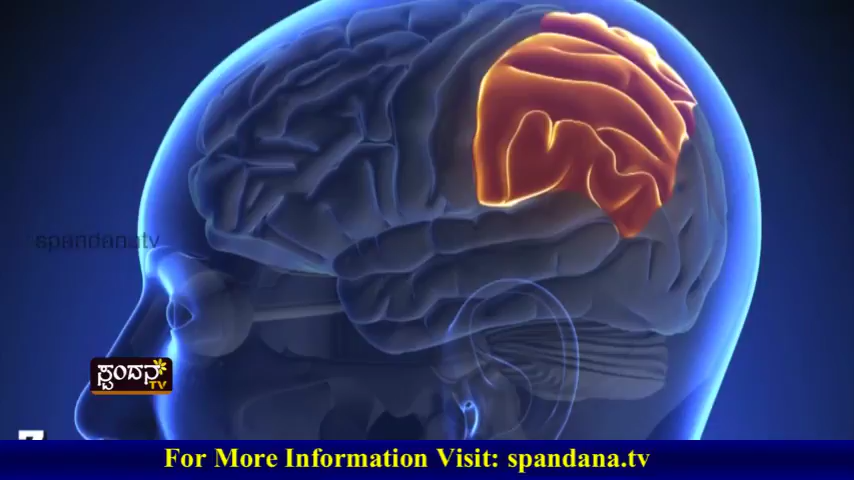 spandana.tv
ಸ್ಪಂದನ
TV
For More Information Visit: spandana.tv